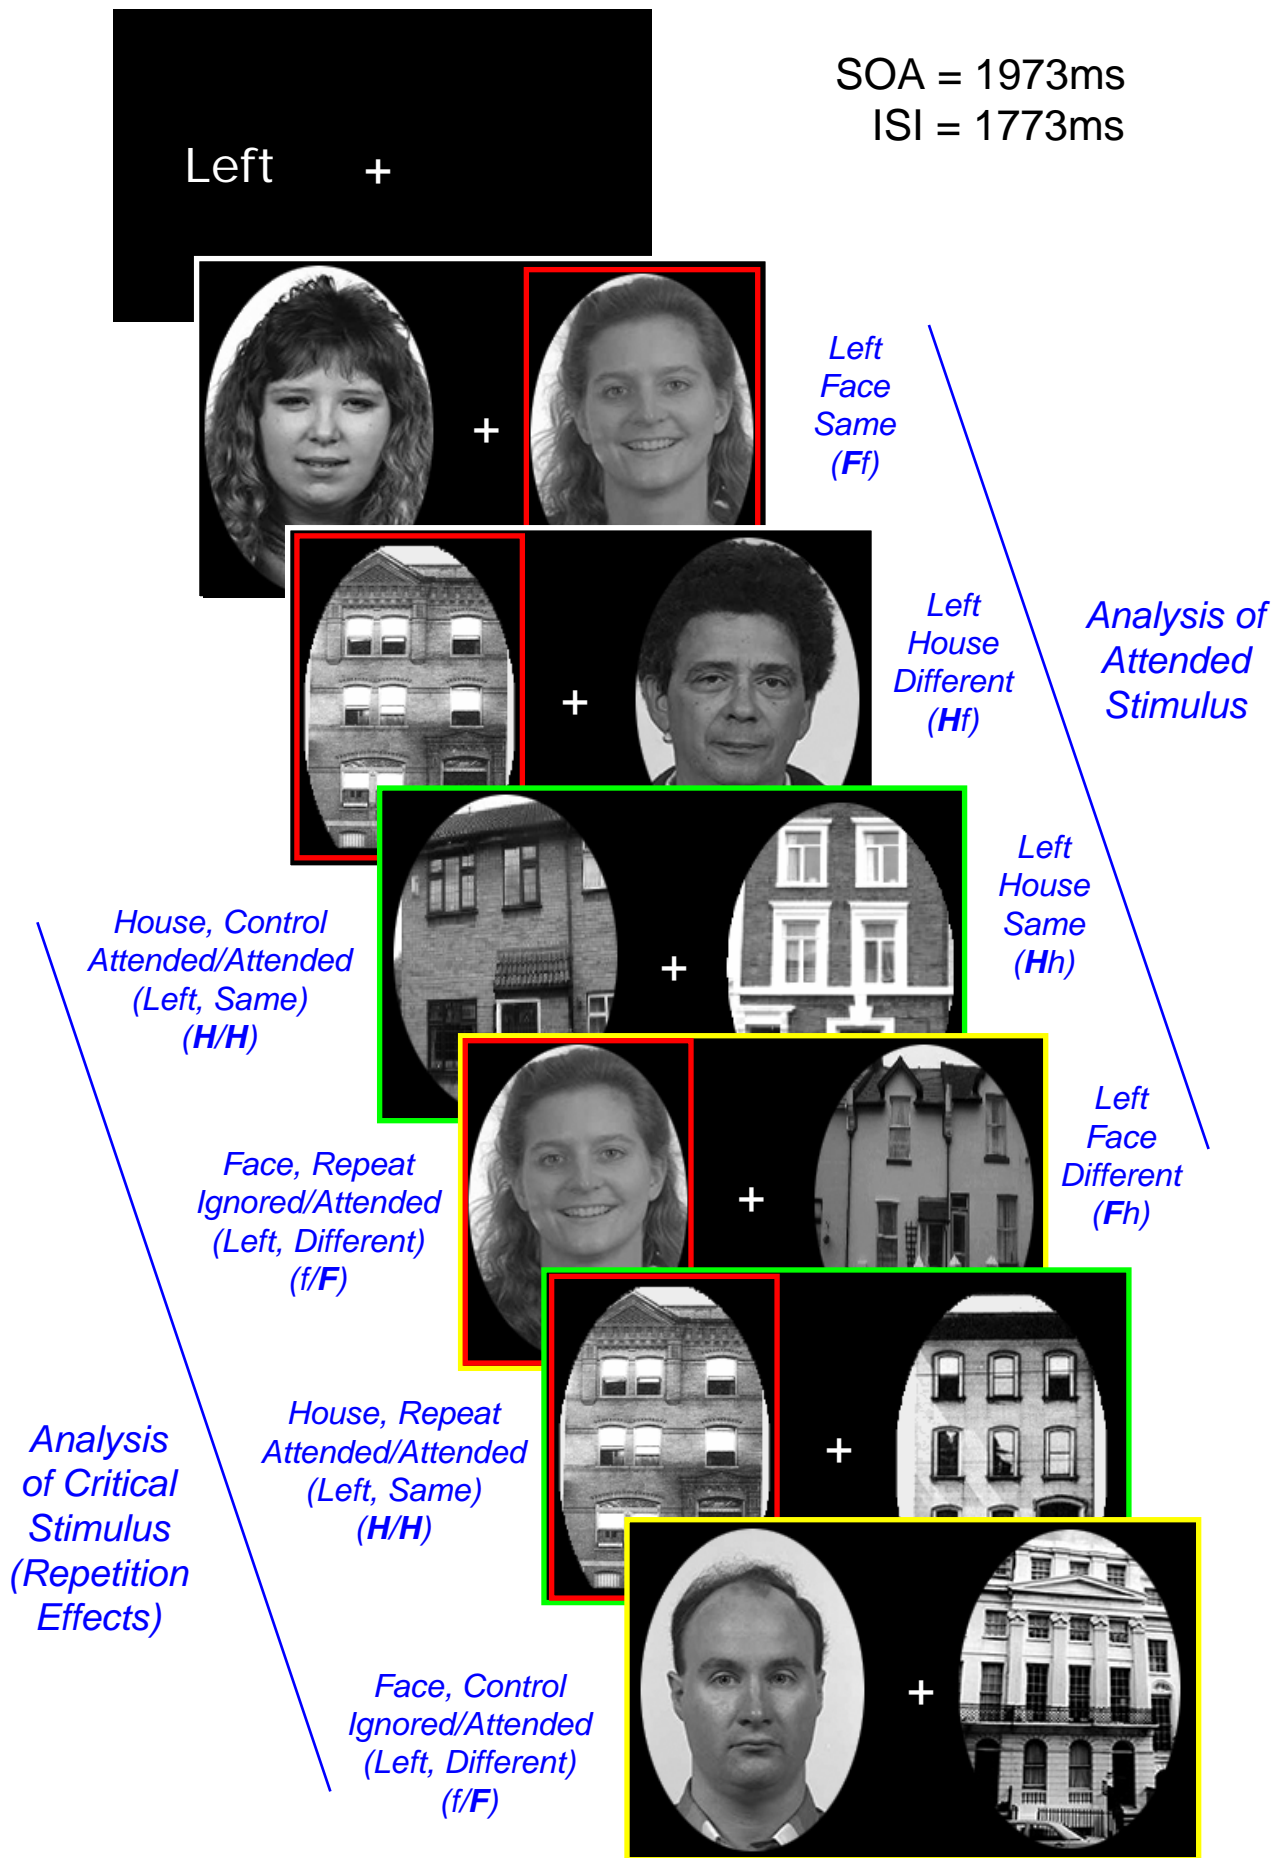 SOA = 1973ms
ISI = 1773ms
Left +
+
Left
Face
Same
(Ff)
+
Left
House
Different
(Hf)
Analysis of
Attended
Stimulus
+
Left
House
Same
(Hh)
House, Control
Attended/Attended
(Left, Same)
(H/H)
+
Left
Face
Different
(Fh)
Face, Repeat
Ignored/Attended
(Left, Different)
(f/F)
+
House, Repeat
Attended/Attended
(Left, Same)
(H/H)
Analysis
of Critical
Stimulus
(Repetition
Effects)
+
Face, Control
Ignored/Attended
(Left, Different)
(f/F)